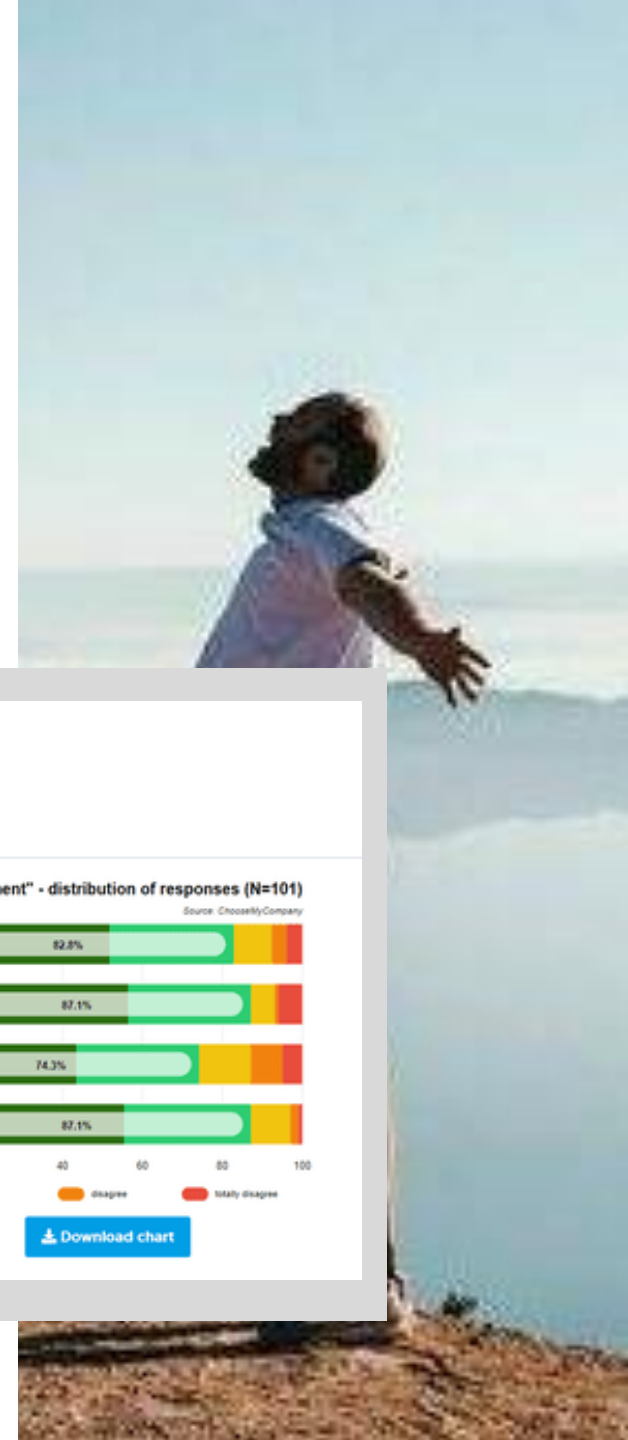 ent" - distribution of responses (N=101)
Source: ChooseMyCompany
82.8%
87.1%
74.3%
87.1%
40 60 80 100
disagree totally disagree
Download chart